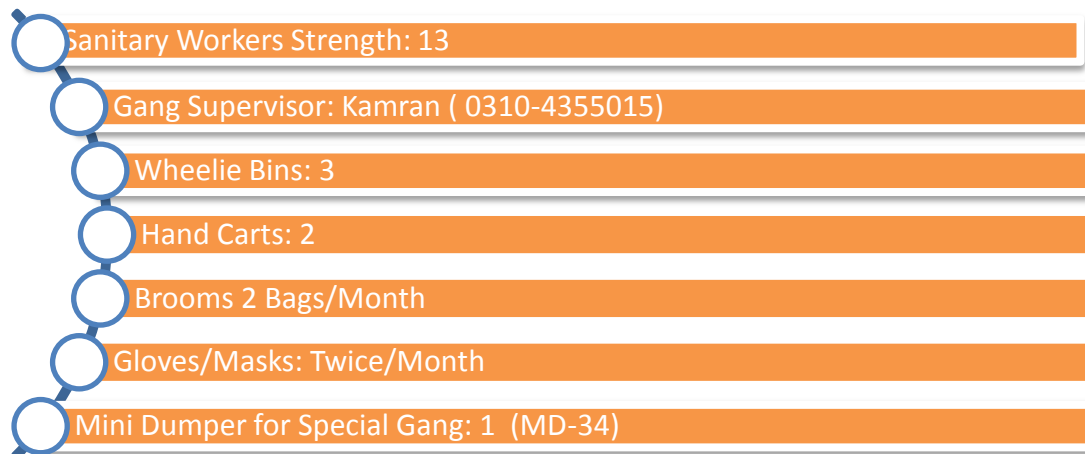 Sanitary Workers Strength: 13
Gang Supervisor: Kamran ( 0310-4355015)
Wheelie Bins: 3
Hand Carts: 2
Brooms 2 Bags/Month
Gloves/Masks: Twice/Month
Mini Dumper for Special Gang: 1 (MD-34)